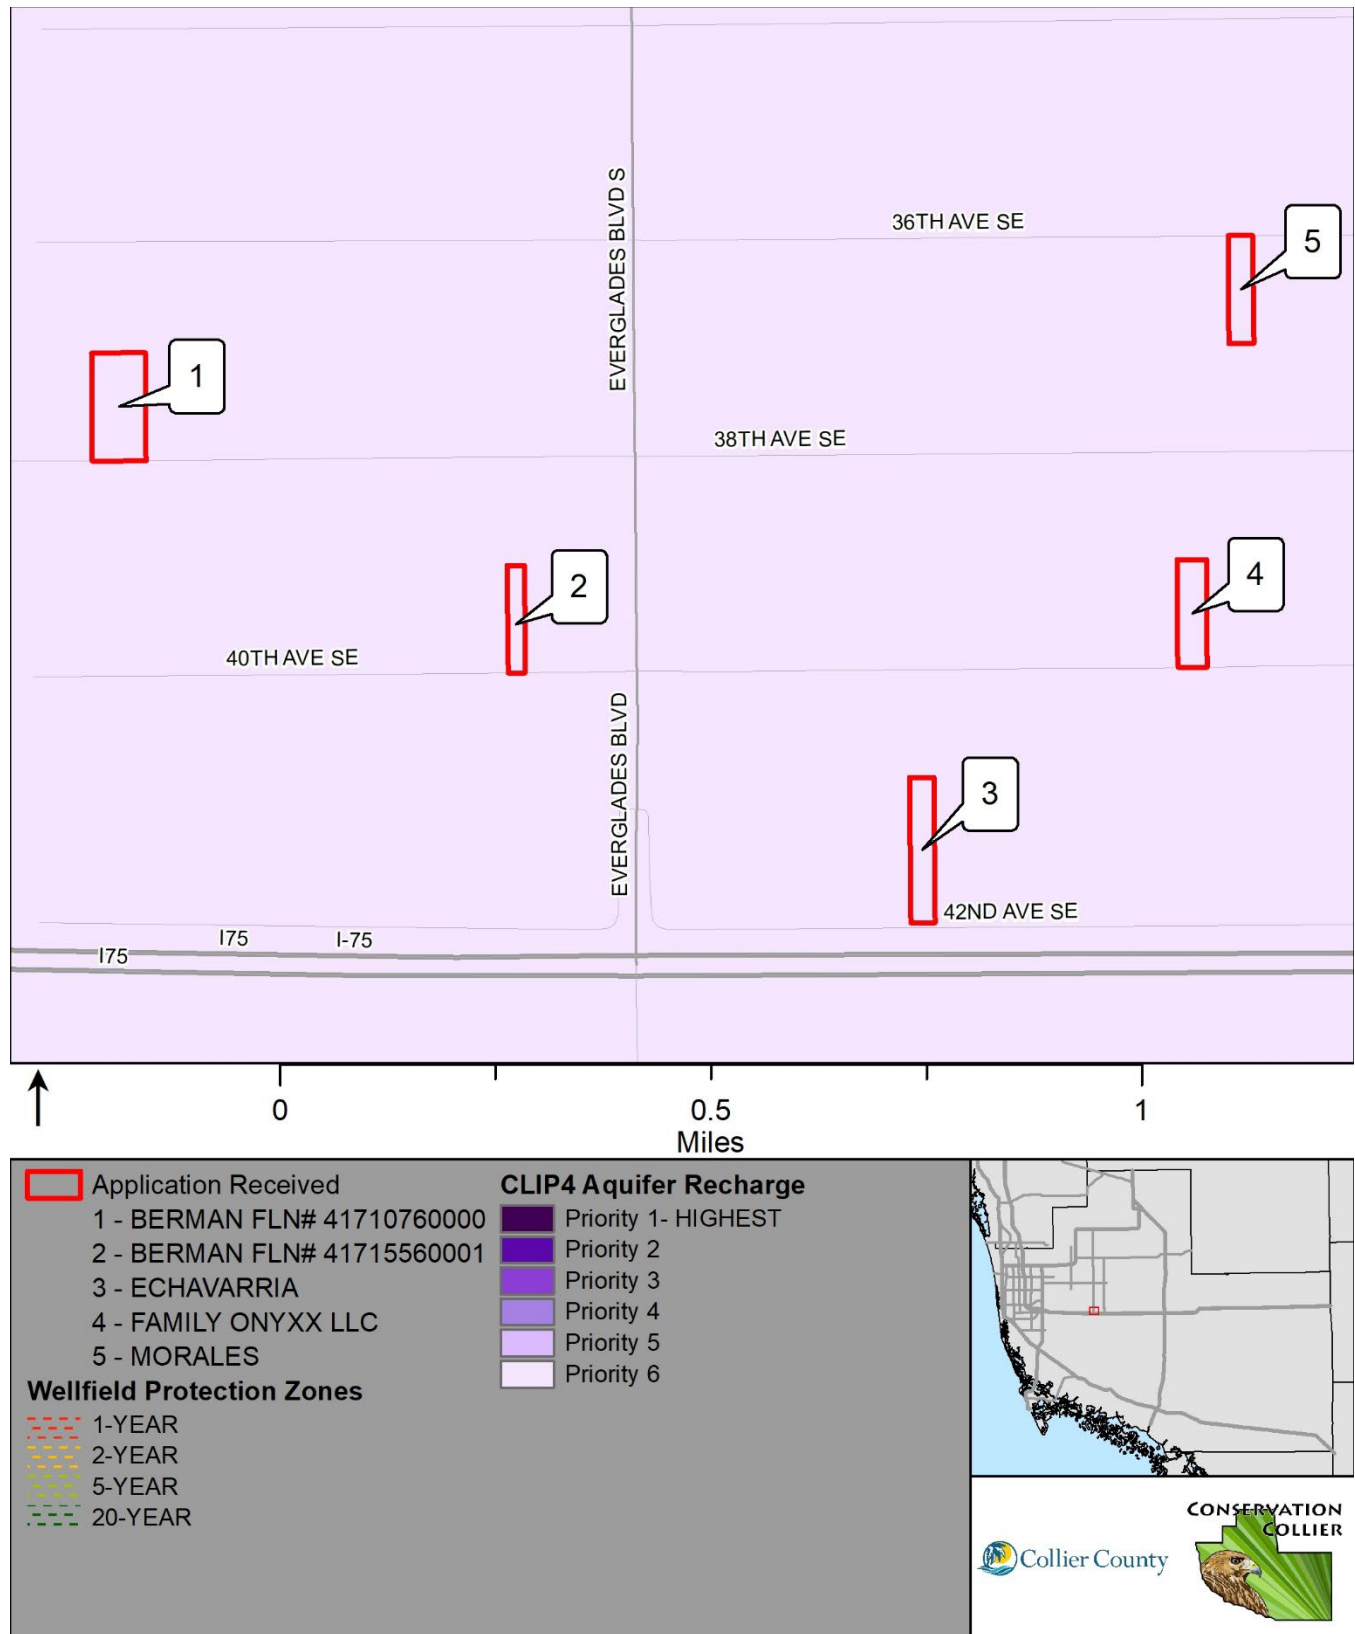 EVERGLADES BLVD S
36TH AVE SE
5
1
38TH AVE SE
2
4
40TH AVE SE
EVERGLADES BLVD
3
42ND AVE SE
I75
I-75
I75
0
0.5
1
Miles
Application Received
1 - BERMAN FLN# 41710760000
2 - BERMAN FLN# 41715560001
3 - ECHAVARRIA
4 - FAMILY ONYXX LLC
5 - MORALES
Wellfield Protection Zones
1-YEAR
2-YEAR
5-YEAR
20-YEAR
CLIP4 Aquifer Recharge
Priority 1- HIGHEST
Priority 2
Priority 3
Priority 4
Priority 5
Priority 6
Collier County
CONSERVATION
COLLIER